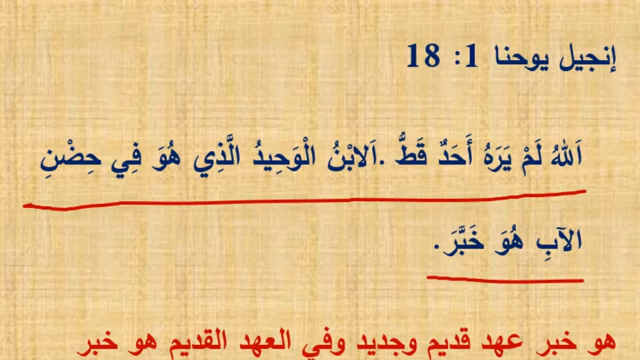 إنجيل يوحنا 1: 18
اَللهُ لَمْ يَرَهُ أَحَدٌ قَطُّ .اَلابْنُ الْوَحِيدُ الَّذِي هُوَ فِي حِضْنِ
الآبِ هُوَ خَبَّرَ.
هو خبر عهد قديم وجديد وفي العهد القديم هو خبر